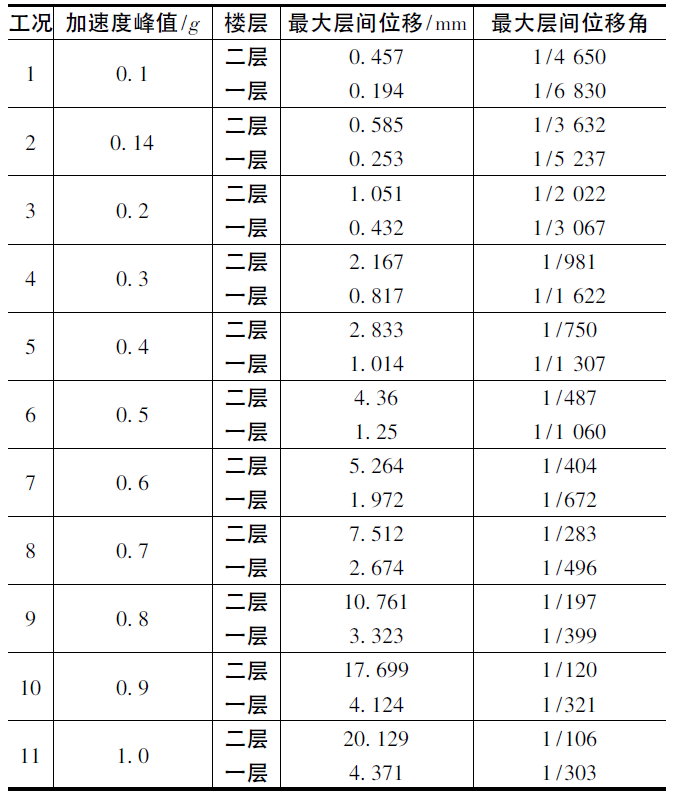 工况 加速度峰值/g 楼层 最大层间位移/mm 最大层间位移角
1 0.1 二层 0.457 1/4 650
一层 0.194 1/6 830
2 0.14 二层 0.585 1/3 632
一层 0.253 1/5 237
3 0.2 二层 1.051 1/2 022
一层 0.432 1/3 067
4 0.3 二层 2.167 1/981
一层 0.817 1/1 622
5 0.4 二层 2.833 1/750
一层 1.014 1/1 307
6 0.5 二层 4.36 1/487
一层 1.25 1/1 060
7 0.6 二层 5.264 1/404
一层 1.972 1/672
8 0.7 二层 7.512 1/283
一层 2.674 1/496
9 0.8 二层 10.761 1/197
一层 3.323 1/399
10 0.9 二层 17.699 1/120
一层 4.124 1/321
11 1.0 二层 20.129 1/106
一层 4.371 1/303